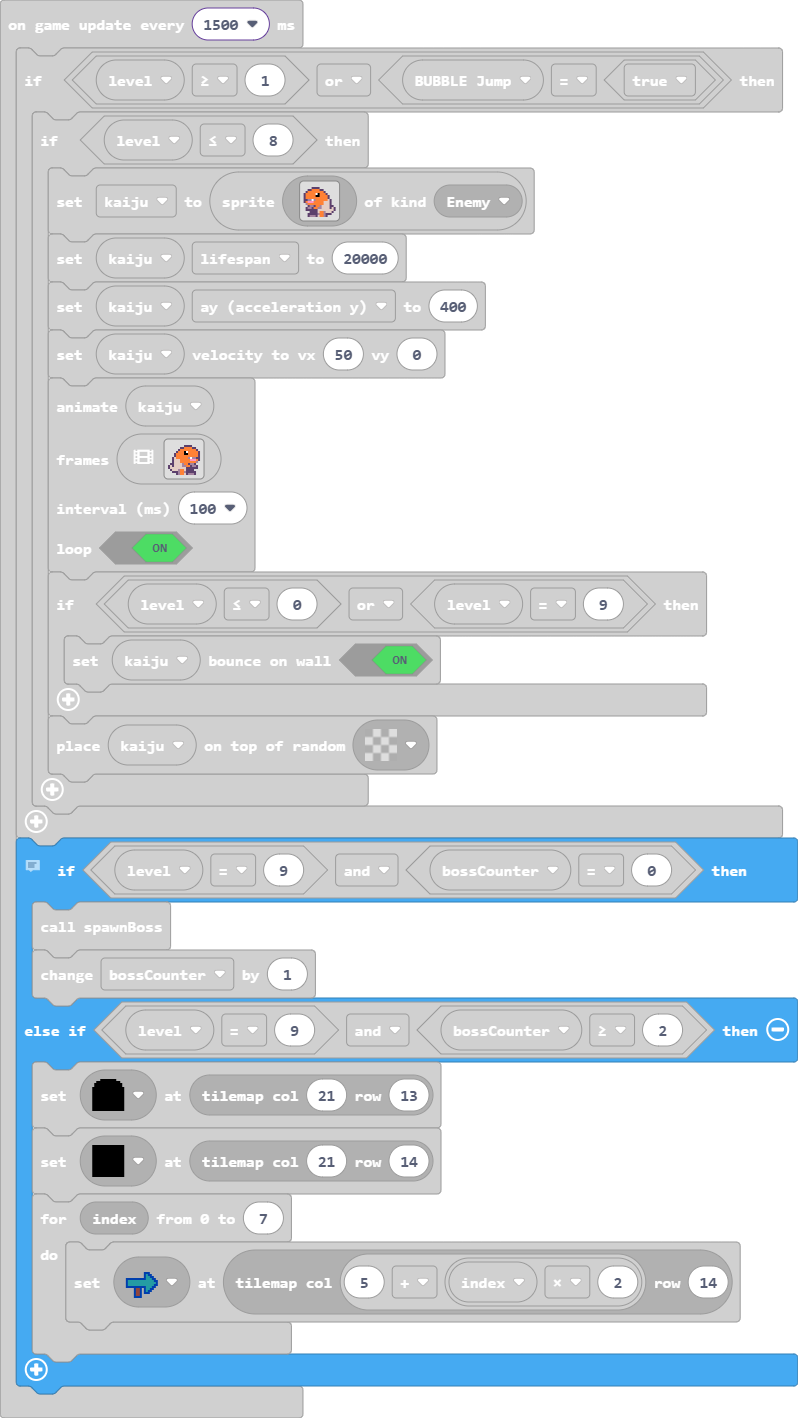 on game update every 1500 ms
if level ≥ 1 or BUBBLE Jump = true then
if level ≤ 8 then
set kaiju to sprite of kind Enemy
set kaiju lifespan to 20000
set kaiju ay (acceleration y) to 400
set kaiju velocity to vx 50 vy 0
animate kaiju
frames
interval (ms) 100
loop ON
if level ≤ 0 or level = 9 then
set kaiju bounce on wall ON
place kaiju on top of random
if level = 9 and bossCounter = 0 then
call spawnBoss
change bossCounter by 1
else if level = 9 and bossCounter ≥ 2 then
set at tilemap col 21 row 13
set at tilemap col 21 row 14
for index from 0 to 7
do
set at tilemap col 5 + index × 2 row 14